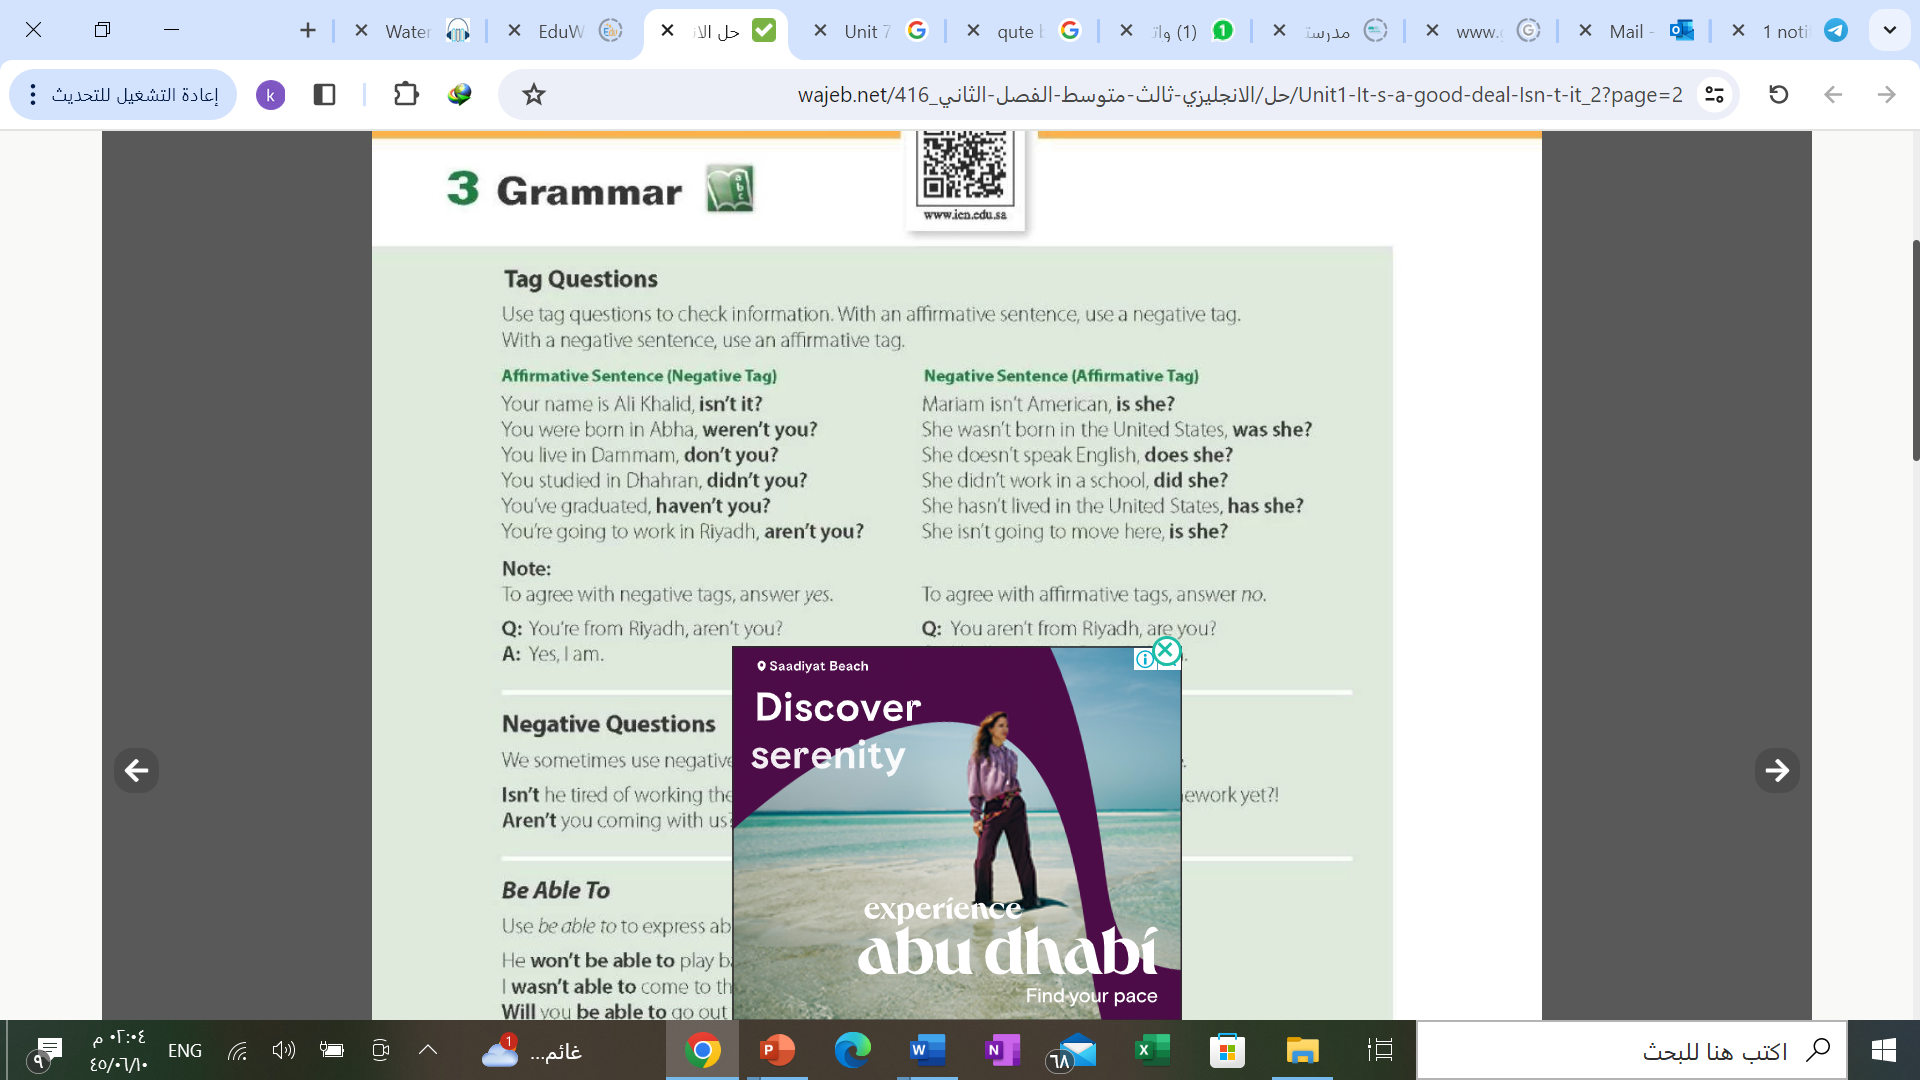 Water
EduW
حل الا
Unit 7
qute
(1) وات
مدرست
www.
Mail -
1 noti
إعادة التشغيل للتحديث
k
wajeb.net/416_حل/الانجليزي-ثالث-متوسط-الفصل-الثاني/Unit1-It-s-a-good-deal-Isn-t-it_2?page=2
3 Grammar
www.ien.edu.sa
Tag Questions
Use tag questions to check information. With an affirmative sentence, use a negative tag.
With a negative sentence, use an affirmative tag.
Affirmative Sentence (Negative Tag)
Your name is Ali Khalid, isn't it?
You were born in Abha, weren't you?
You live in Dammam, don't you?
You studied in Dhahran, didn't you?
You've graduated, haven't you?
You're going to work in Riyadh, aren't you?
Negative Sentence (Affirmative Tag)
Mariam isn't American, is she?
She wasn't born in the United States, was she?
She doesn't speak English, does she?
She didn't work in a school, did she?
She hasn't lived in the United States, has she?
She isn't going to move here, is she?
Note:
To agree with negative tags, answer yes.
Q: You're from Riyadh, aren't you?
A: Yes, I am.
To agree with affirmative tags, answer no.
Q: You aren't from Riyadh, are you?
Negative Questions
We sometimes use negative
Isn't he tired of working the
ework yet?!
Aren't you coming with us?
Be Able To
Use be able to to express ab
He won't be able to play b
I wasn't able to come to th
Will you be able to go out
Saadiyat Beach
Discover
serenity
experience
abu dhabi
Find your pace
٠٢:٠٤ م
٤٥/٠٦/١٠
٩
ENG
1
غائم...
٦٨
اكتب هنا للبحث